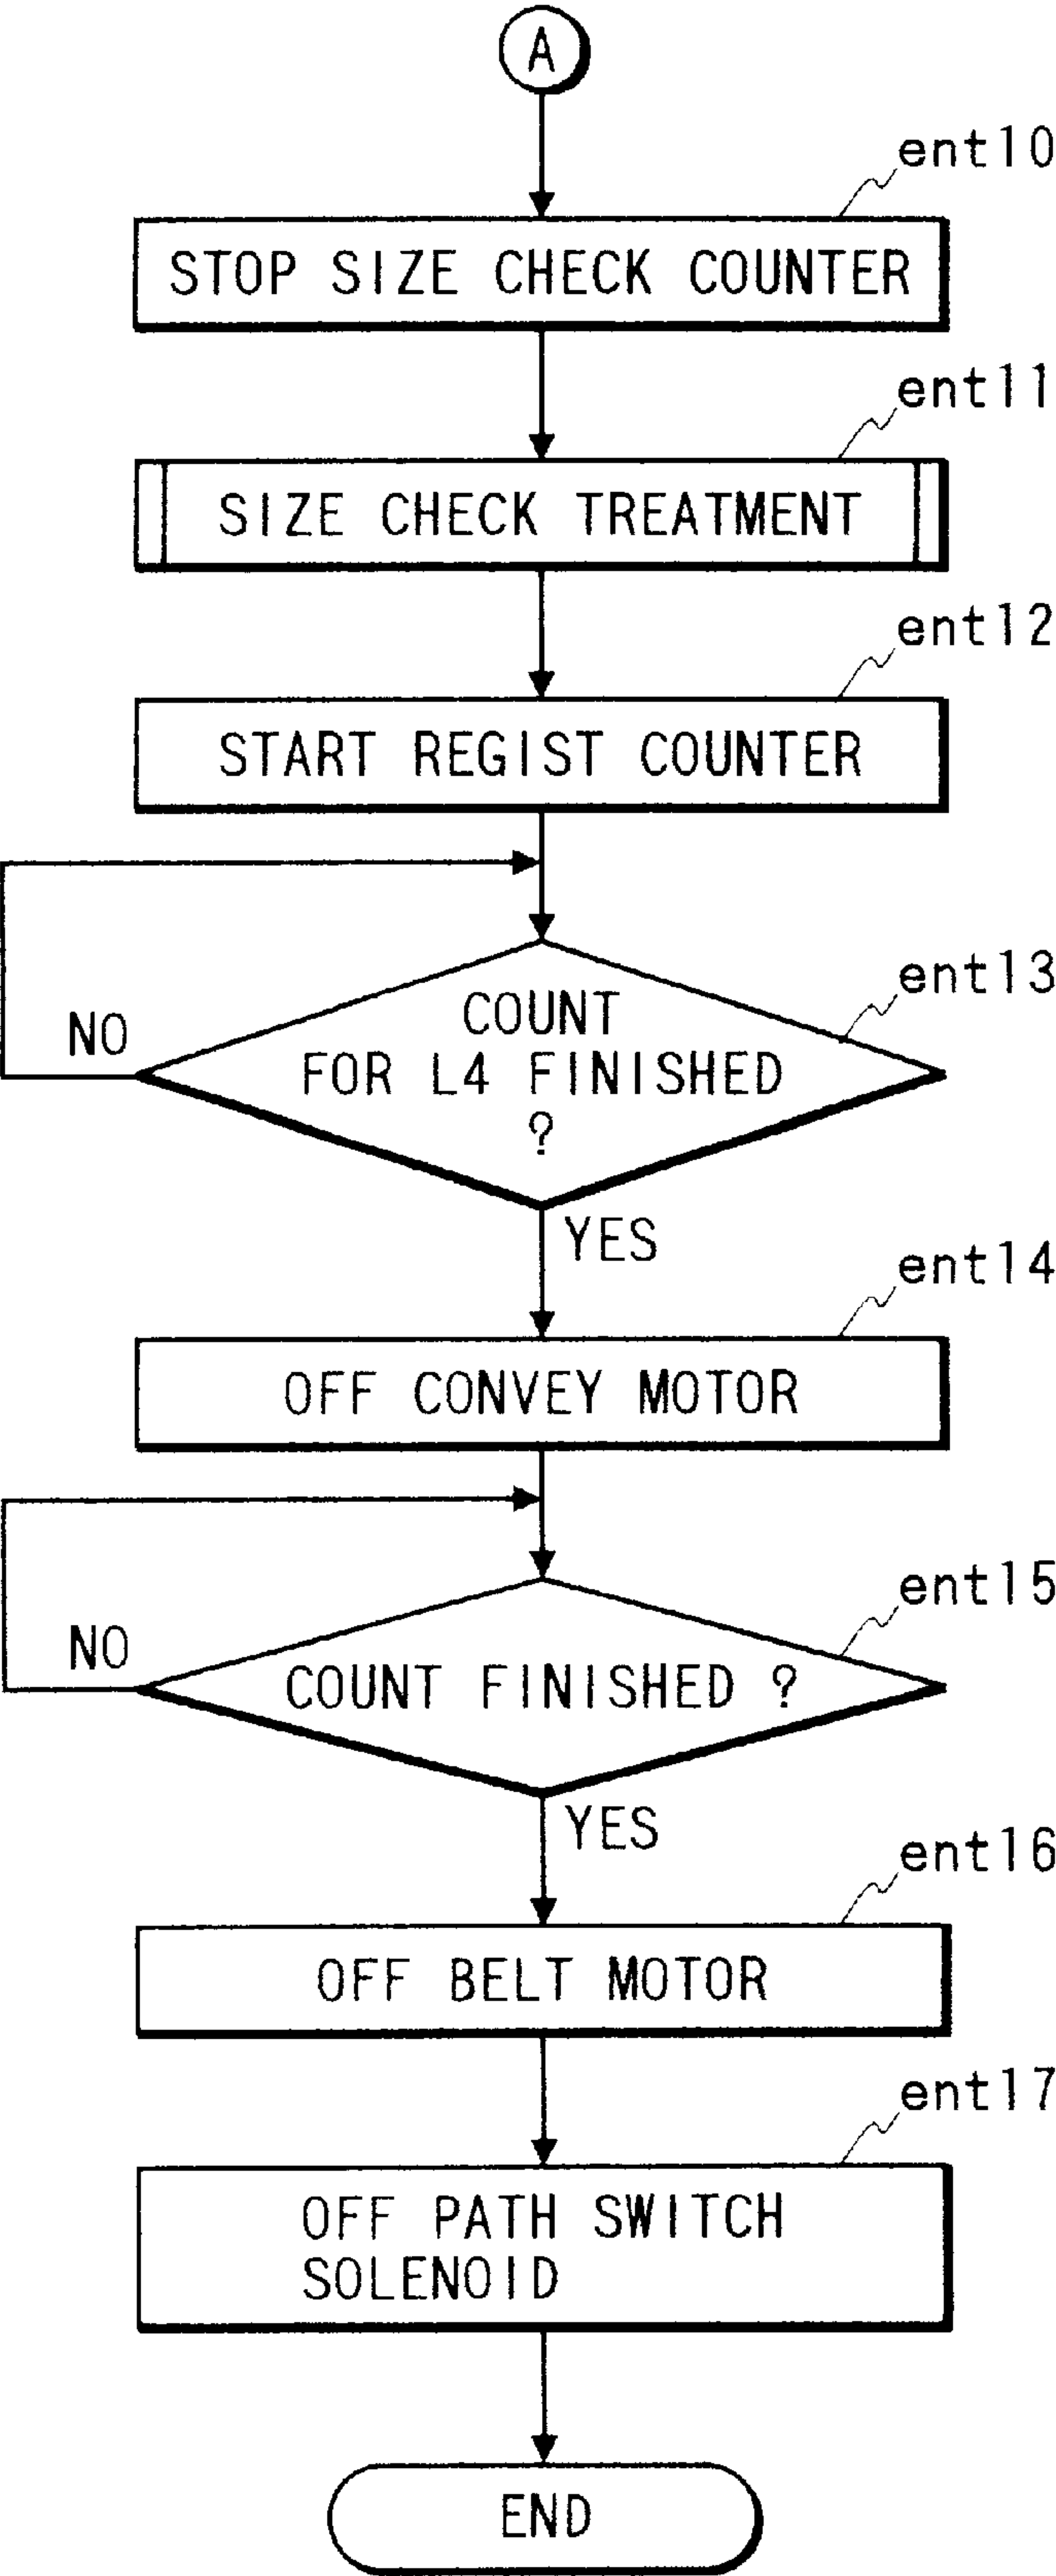 A
ent10
STOP SIZE CHECK COUNTER
ent11
SIZE CHECK TREATMENT
ent12
START REGIST COUNTER
ent13
COUNT
FOR L4 FINISHED
?
NO
YES
ent14
OFF CONVEY MOTOR
ent15
NO
COUNT FINISHED ?
YES
ent16
OFF BELT MOTOR
ent17
OFF PATH SWITCH
SOLENOID
END